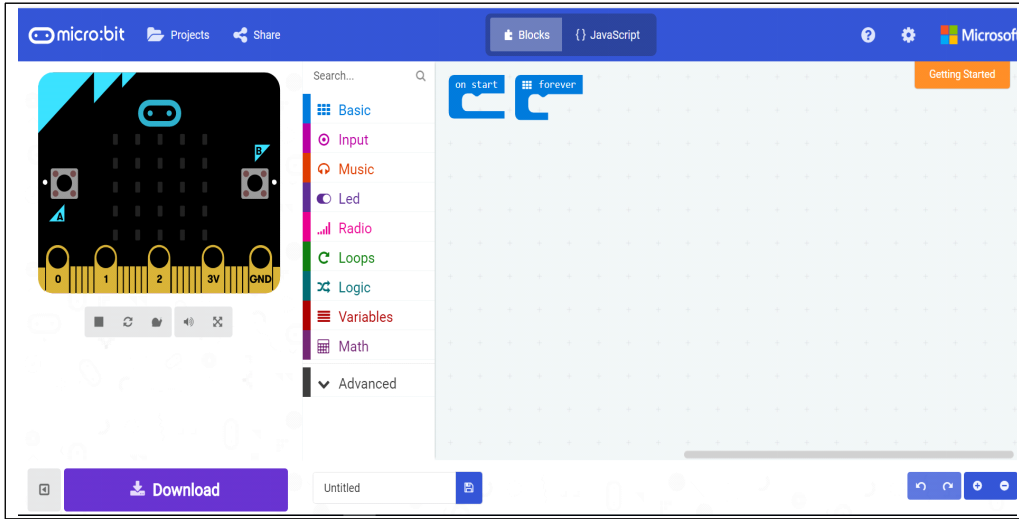 micro:bit Projects Share Blocks {} JavaScript ? Microsoft
Search...
Getting Started
on start forever
Basic
Input
Music
Led
Radio
Loops
Logic
Variables
Math
Advanced
B
A
0 1 2 3V GND
Download
Untitled